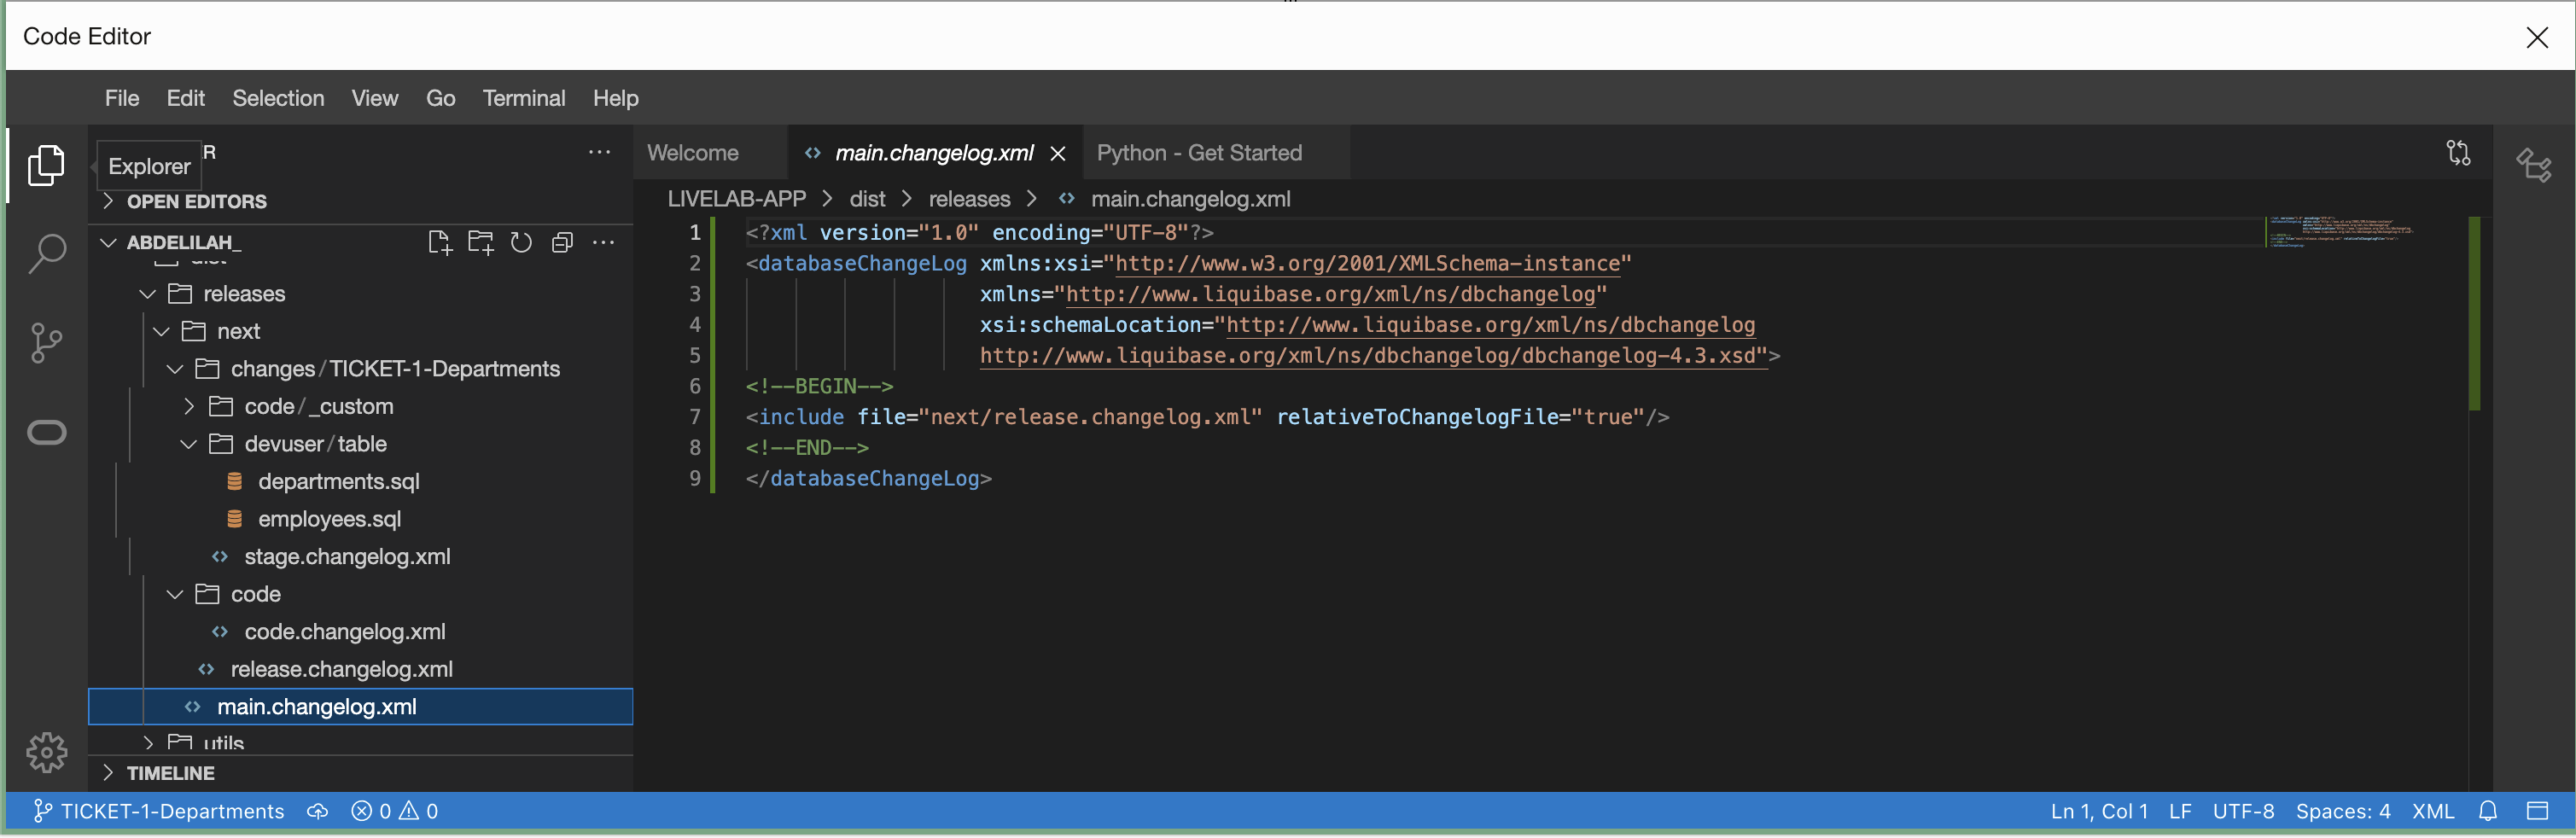 Code Editor
File Edit Selection View Go Terminal Help
Explorer R
OPEN EDITORS
ABDELILAH_
dist
releases
next
changes/TICKET-1-Departments
code/_custom
devuser/table
departments.sql
employees.sql
stage.changelog.xml
code
code.changelog.xml
release.changelog.xml
main.changelog.xml
utils
TIMELINE
Welcome main.changelog.xml Python - Get Started
LIVELAB-APP > dist > releases > main.changelog.xml
1 <?xml version="1.0" encoding="UTF-8"?>
2 <databaseChangeLog xmlns:xsi="http://www.w3.org/2001/XMLSchema-instance"
3 xmlns="http://www.liquibase.org/xml/ns/dbchangelog"
4 xsi:schemaLocation="http://www.liquibase.org/xml/ns/dbchangelog
5 http://www.liquibase.org/xml/ns/dbchangelog/dbchangelog-4.3.xsd">
6 <!--BEGIN-->
7 <include file="next/release.changelog.xml" relativeToChangelogFile="true"/>
8 <!--END-->
9 </databaseChangeLog>
TICKET-1-Departments 0 0 Ln 1, Col 1 LF UTF-8 Spaces: 4 XML